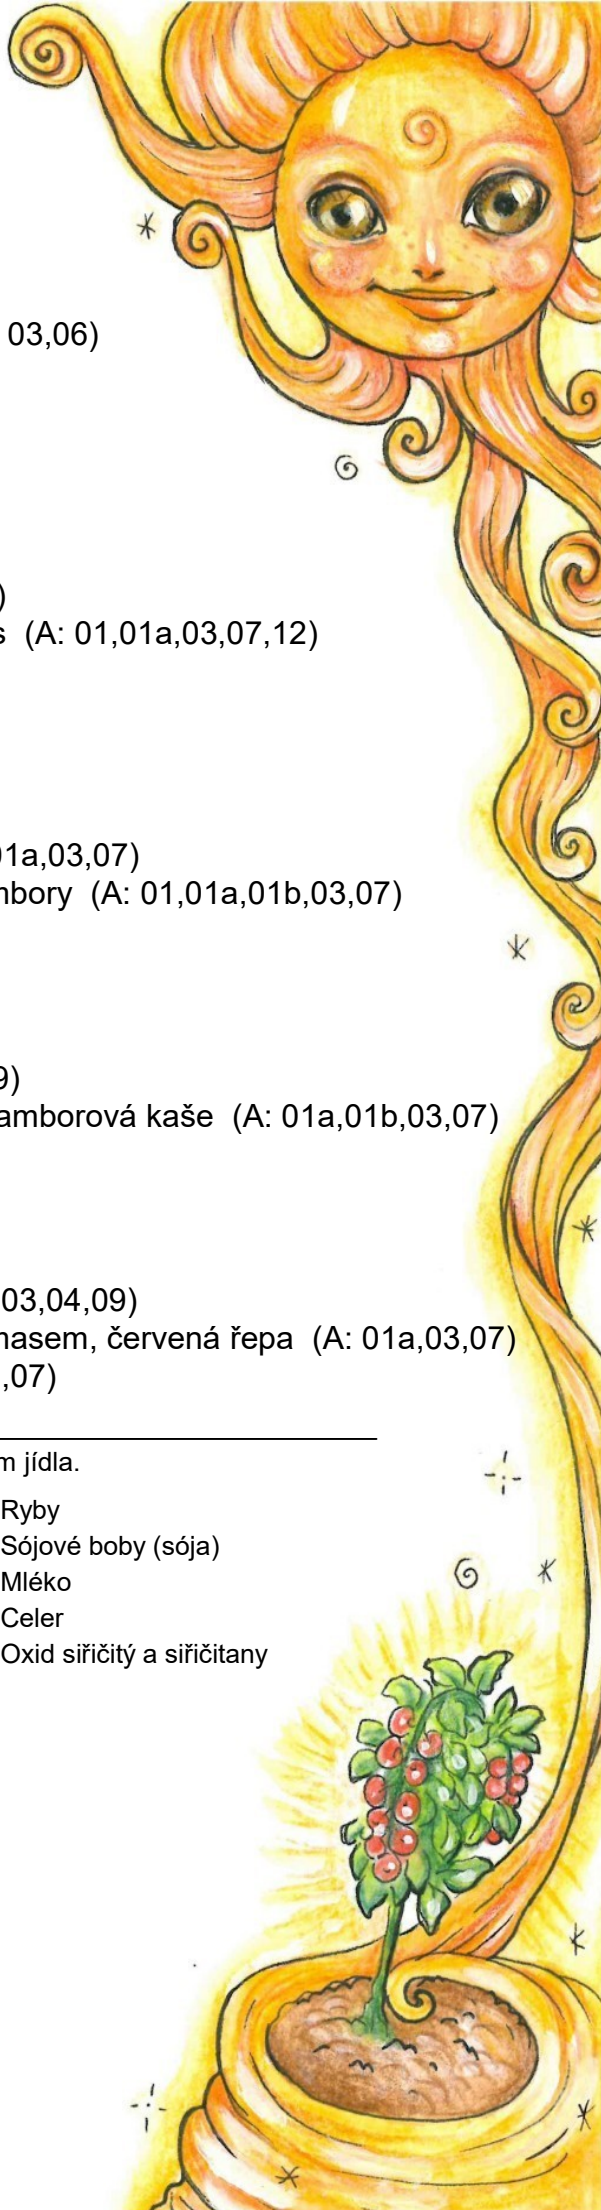 03,06)
)
s (A: 01,01a,03,07,12)
01a,03,07)
mbory (A: 01,01a,01b,03,07)
9)
amborová kaše (A: 01a,01b,03,07)
03,04,09)
masem, červená řepa (A: 01a,03,07)
,07)
m jídla.
Ryby
Sójové boby (sója)
Mléko
Celer
Oxid siřičitý a siřičitany